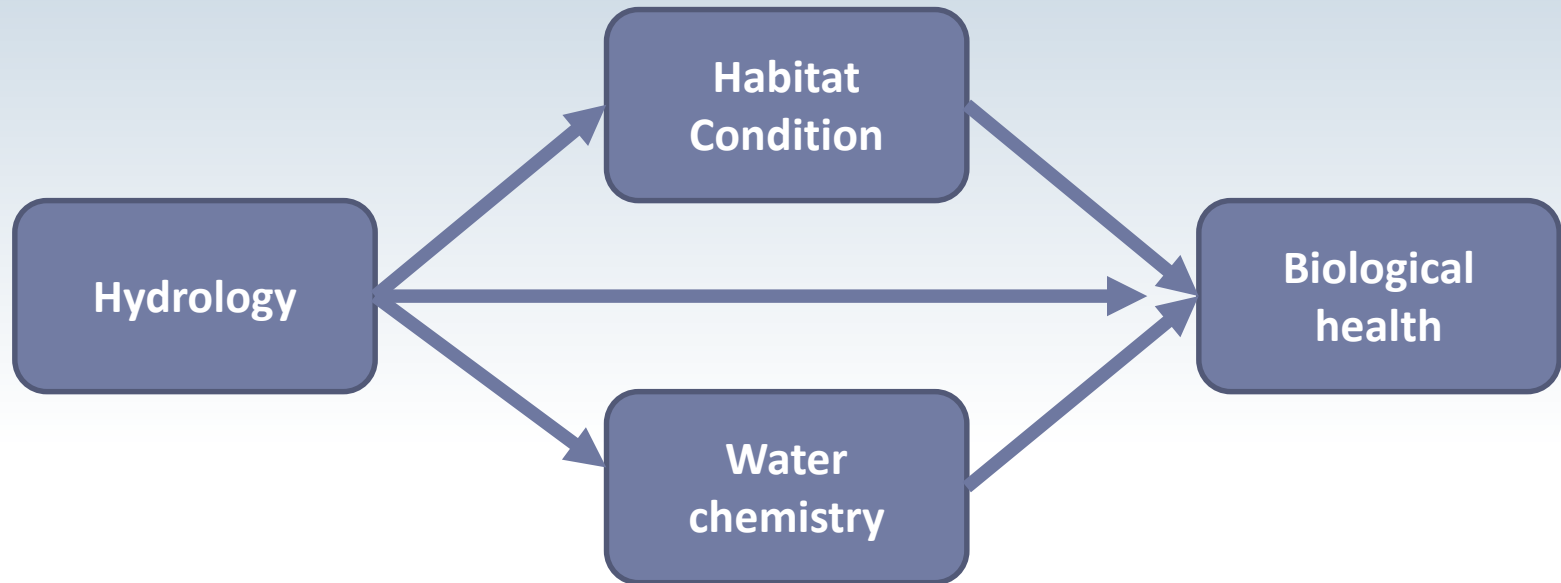 Habitat
Condition
Hydrology
Biological
health
Water
chemistry